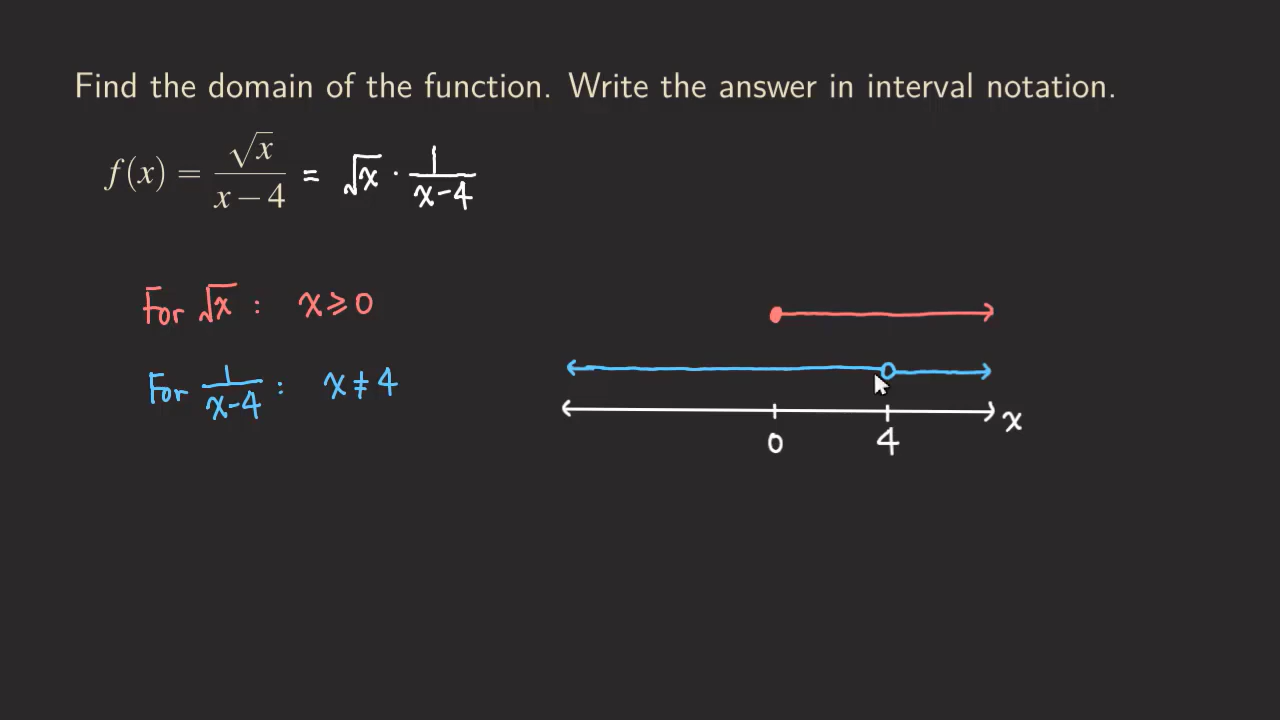 Find the domain of the function. Write the answer in interval notation.
f(x) = √x / (x − 4) = √x · 1/(x−4)
For √x : x ⩾ 0
For 1/(x−4) : x ≠ 4
x
0 4